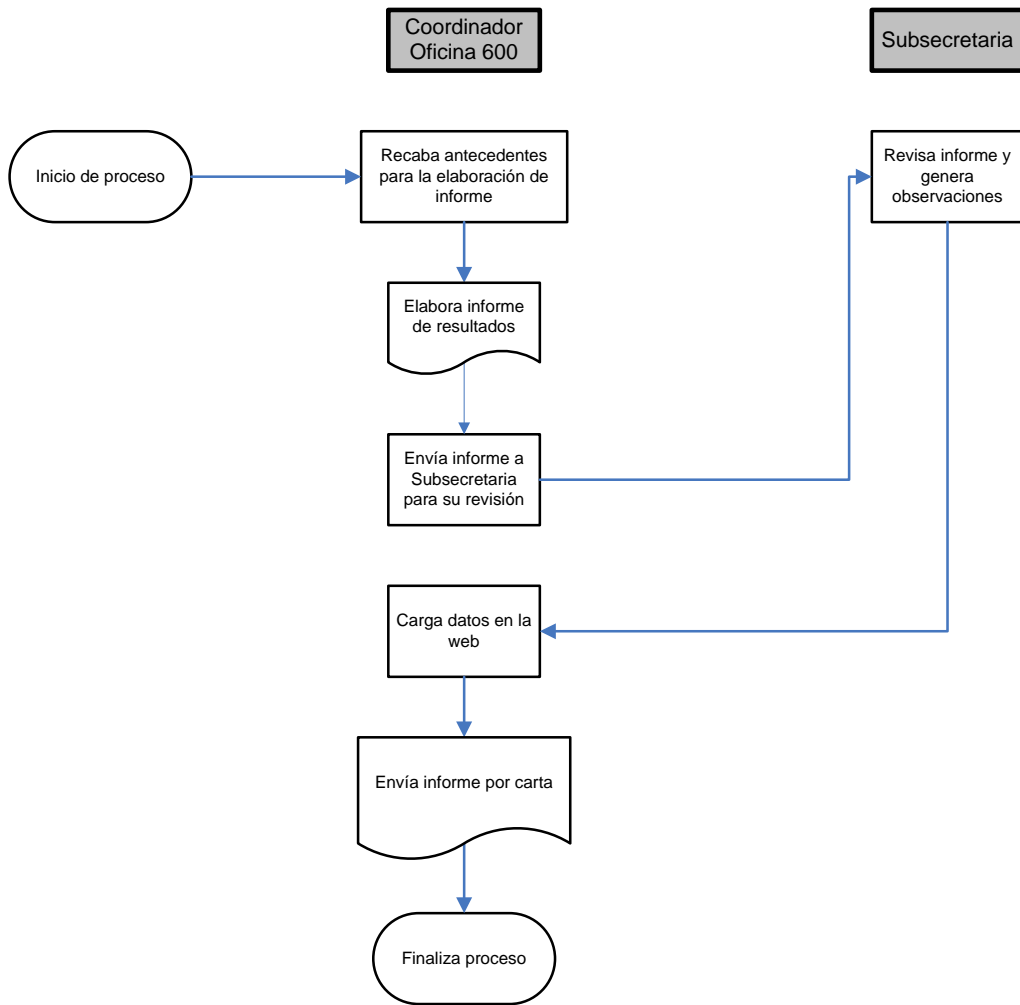 Coordinador
Oficina 600
Subsecretaria
Inicio de proceso
Recaba antecedentes
para la elaboración de
informe
Revisa informe y
genera
observaciones
Elabora informe
de resultados
Envía informe a
Subsecretaria
para su revisión
Carga datos en la
web
Envía informe por carta
Finaliza proceso